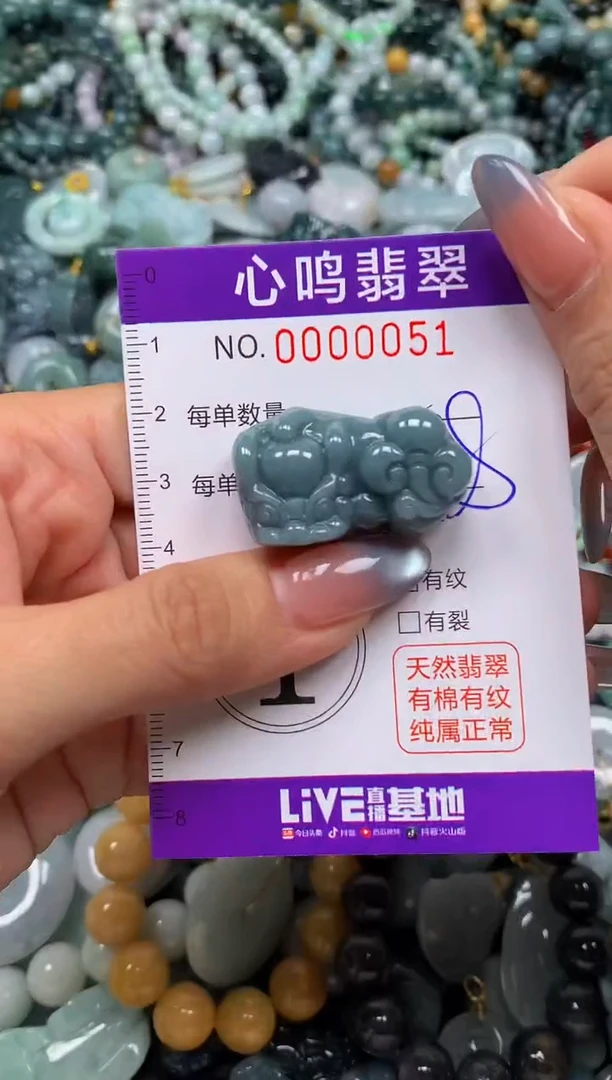 心鸣翡翠
NO. 0000051
0
1
2
3
4
7
8
每单数量
每单
有纹
□有裂
1
天然翡翠
有棉有纹
纯属正常
LiVE直播基地
今日头条 抖音 西瓜视频 抖音火山版